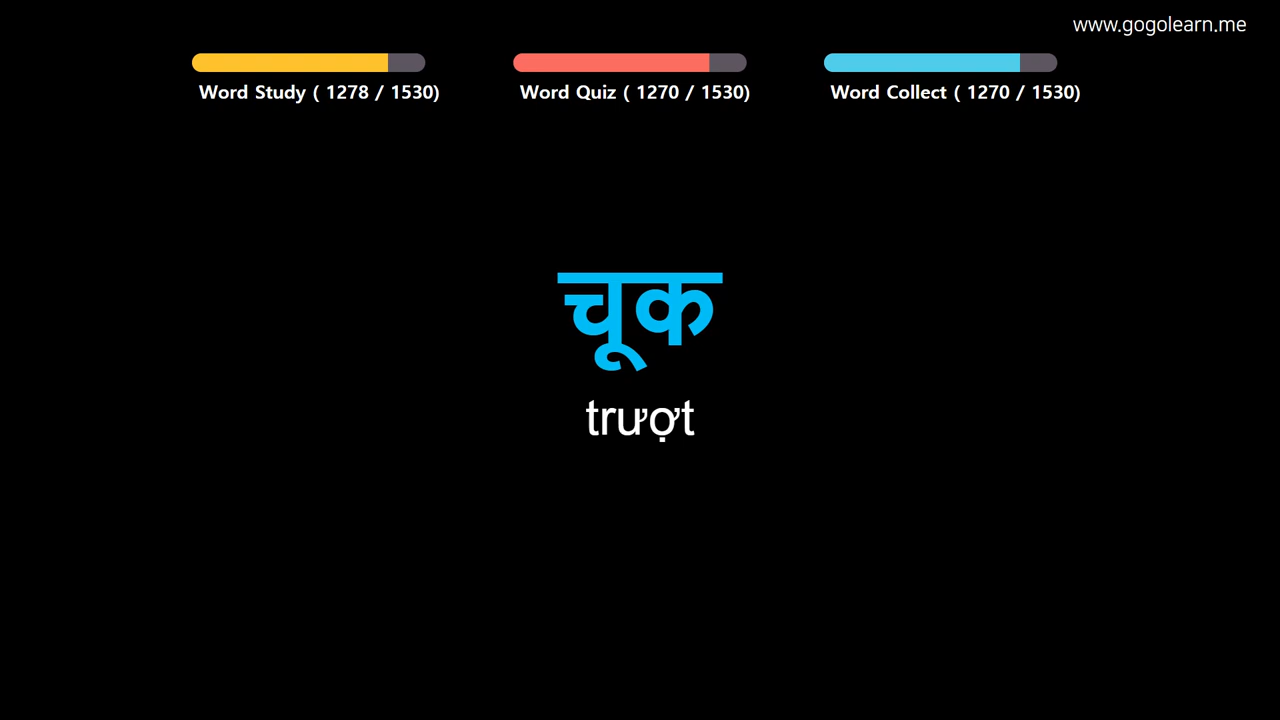 www.gogolearn.me
Word Study ( 1278 / 1530)
Word Quiz ( 1270 / 1530)
Word Collect ( 1270 / 1530)
चूक
trượt